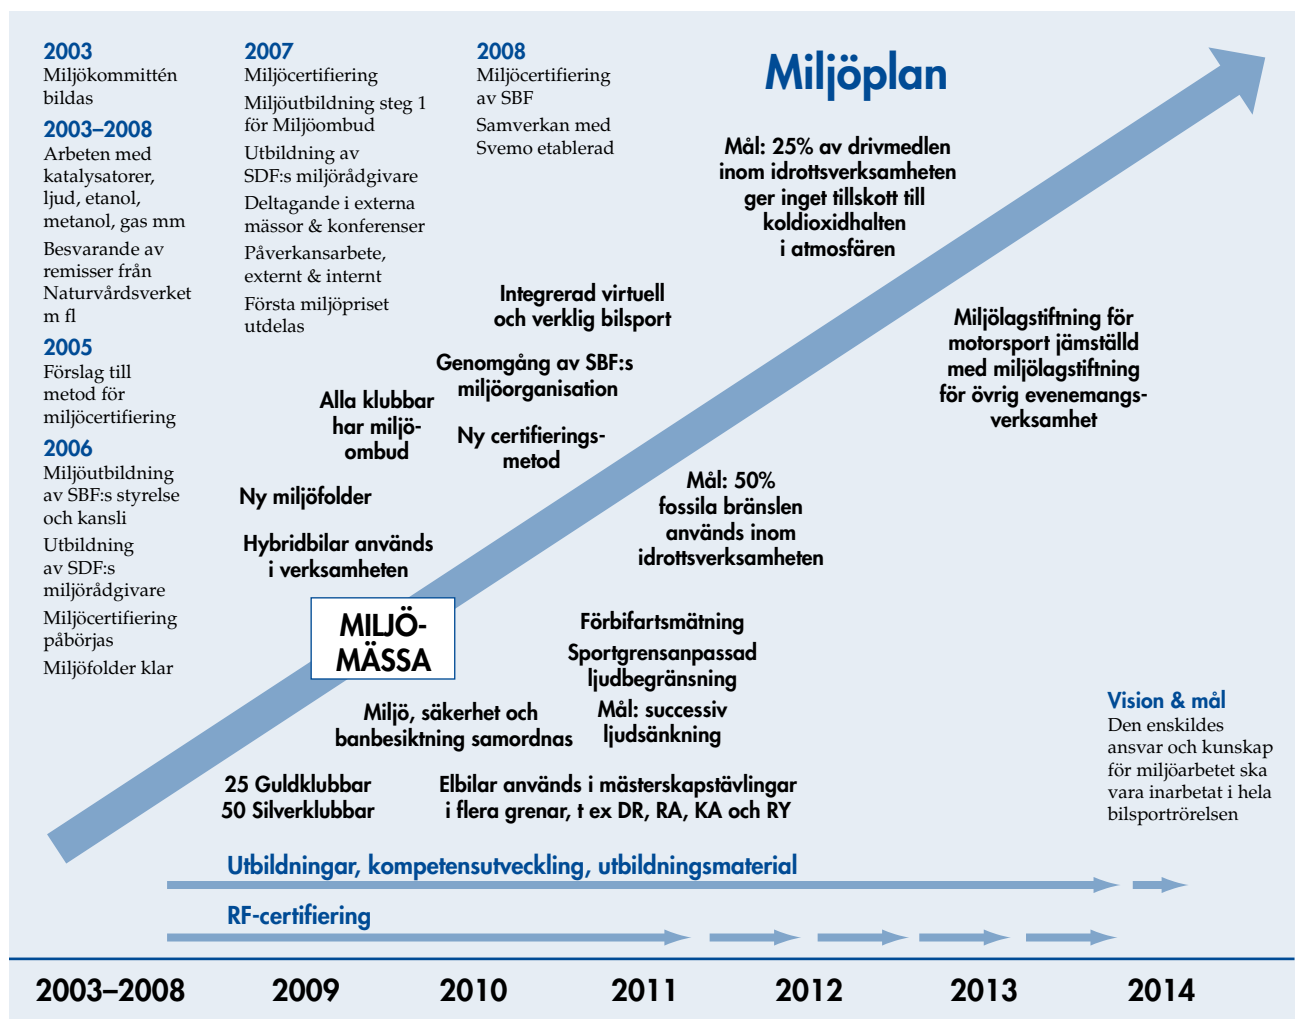 2003
Miljökommittén
bildas
2003–2008
Arbeten med
katalysatorer,
ljud, etanol,
metanol, gas mm
Besvarande av
remisser från
Naturvårdsverket
m fl
2005
Förslag till
metod för
miljöcertifiering
2006
Miljöutbildning
av SBF:s styrelse
och kansli
Utbildning
av SDF:s
miljörådgivare
Miljöcertifiering
påbörjas
Miljöfolder klar
2007
Miljöcertifiering
Miljöutbildning steg 1
för Miljöombud
Utbildning av
SDF:s miljörådgivare
Deltagande i externa
mässor & konferenser
Påverkansarbete,
externt & internt
Första miljöpriset
utdelas
2008
Miljöcertifiering
av SBF
Samverkan med
Svemo etablerad
Miljöplan
Mål: 25% av drivmedlen
inom idrottsverksamheten
ger inget tillskott till
koldioxidhalten
i atmosfären
Integrerad virtuell
och verklig bilsport
Genomgång av SBF:s
miljöorganisation
Alla klubbar
har miljö-
ombud
Ny certifierings-
metod
Ny miljöfolder
Hybridbilar används
i verksamheten
Miljölagstiftning för
motorsport jämställd
med miljölagstiftning
för övrig evenemangs-
verksamhet
Mål: 50%
fossila bränslen
används inom
idrottsverksamheten
MILJÖ-
MÄSSA
Förbifartsmätning
Sportgrensanpassad
ljudbegränsning
Mål: successiv
ljudsänkning
Miljö, säkerhet och
banbesiktning samordnas
25 Guldklubbar
50 Silverklubbar
Elbilar används i mästerskapstävlingar
i flera grenar, t ex DR, RA, KA och RY
Vision & mål
Den enskildes
ansvar och kunskap
för miljöarbetet ska
vara inarbetat i hela
bilsportrörelsen
Utbildningar, kompetensutveckling, utbildningsmaterial
RF-certifiering
2003–2008 2009 2010 2011 2012 2013 2014